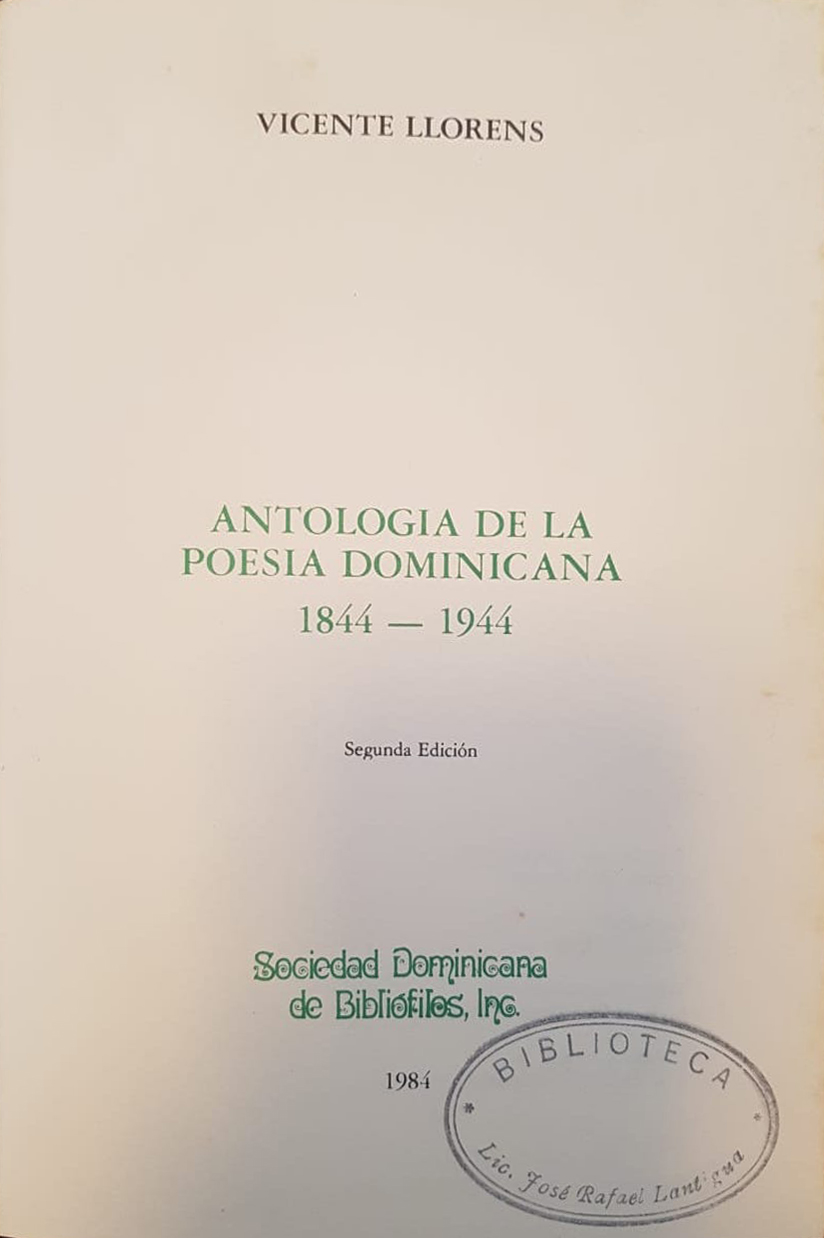 VICENTE LLORENS
ANTOLOGIA DE LA
POESIA DOMINICANA
1844 — 1944
Segunda Edición
Sociedad Dominicana
de Bibliófilos, Inc.
1984
BIBLIOTECA
* *
Lic. José Rafael Lantigua